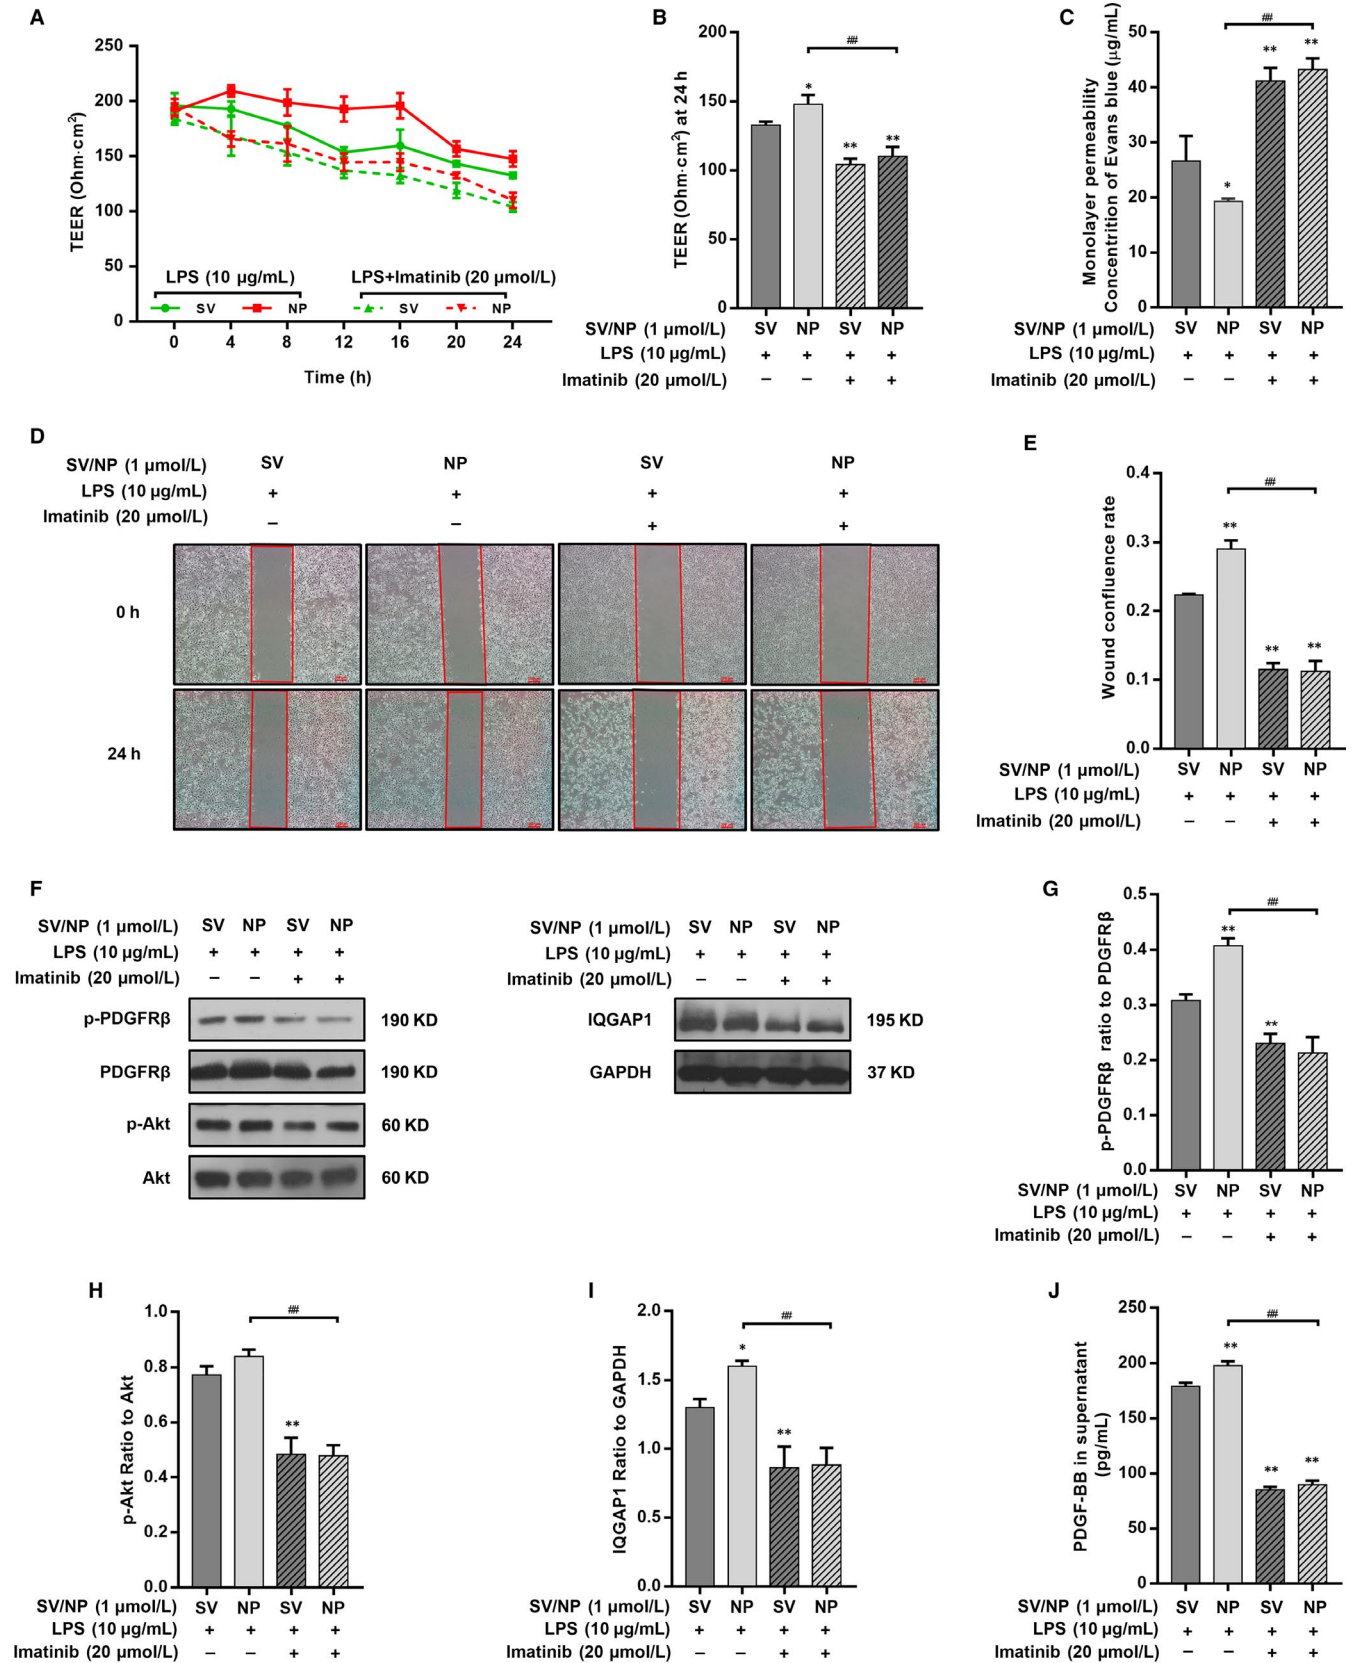 A
TEER (Ohm·cm²)
250
200
150
100
50
0
LPS (10 µg/mL)
LPS+Imatinib (20 µmol/L)
SV NP SV NP
0 4 8 12 16 20 24
Time (h)
B
TEER (Ohm·cm²) at 24 h
200
150
100
50
0
* ** ** ##
SV/NP (1 µmol/L) SV NP SV NP
LPS (10 µg/mL) + + + +
Imatinib (20 µmol/L) – – + +
C
Monolayer permeability
Concentrition of Evans blue (µg/mL)
50
40
30
20
10
0
* ** ** ##
SV/NP (1 µmol/L) SV NP SV NP
LPS (10 µg/mL) + + + +
Imatinib (20 µmol/L) – – + +
D
SV/NP (1 µmol/L) SV NP SV NP
LPS (10 µg/mL) + + + +
Imatinib (20 µmol/L) – – + +
0 h
24 h
E
Wound confluence rate
0.4
0.3
0.2
0.1
0.0
** ** ** ##
SV/NP (1 µmol/L) SV NP SV NP
LPS (10 µg/mL) + + + +
Imatinib (20 µmol/L) – – + +
F
SV/NP (1 µmol/L) SV NP SV NP
LPS (10 µg/mL) + + + +
Imatinib (20 µmol/L) – – + +
p-PDGFRβ 190 KD
PDGFRβ 190 KD
p-Akt 60 KD
Akt 60 KD
SV/NP (1 µmol/L) SV NP SV NP
LPS (10 µg/mL) + + + +
Imatinib (20 µmol/L) – – + +
IQGAP1 195 KD
GAPDH 37 KD
G
p-PDGFRβ ratio to PDGFRβ
0.5
0.4
0.3
0.2
0.1
0.0
** ** ##
SV/NP (1 µmol/L) SV NP SV NP
LPS (10 µg/mL) + + + +
Imatinib (20 µmol/L) – – + +
H
p-Akt Ratio to Akt
1.0
0.8
0.6
0.4
0.2
0.0
** ##
SV/NP (1 µmol/L) SV NP SV NP
LPS (10 µg/mL) + + + +
Imatinib (20 µmol/L) – – + +
I
IQGAP1 Ratio to GAPDH
2.0
1.5
1.0
0.5
0.0
* ** ##
SV/NP (1 µmol/L) SV NP SV NP
LPS (10 µg/mL) + + + +
Imatinib (20 µmol/L) – – + +
J
PDGF-BB in supernatant
(pg/mL)
250
200
150
100
50
0
** ** ** ##
SV/NP (1 µmol/L) SV NP SV NP
LPS (10 µg/mL) + + + +
Imatinib (20 µmol/L) – – + +